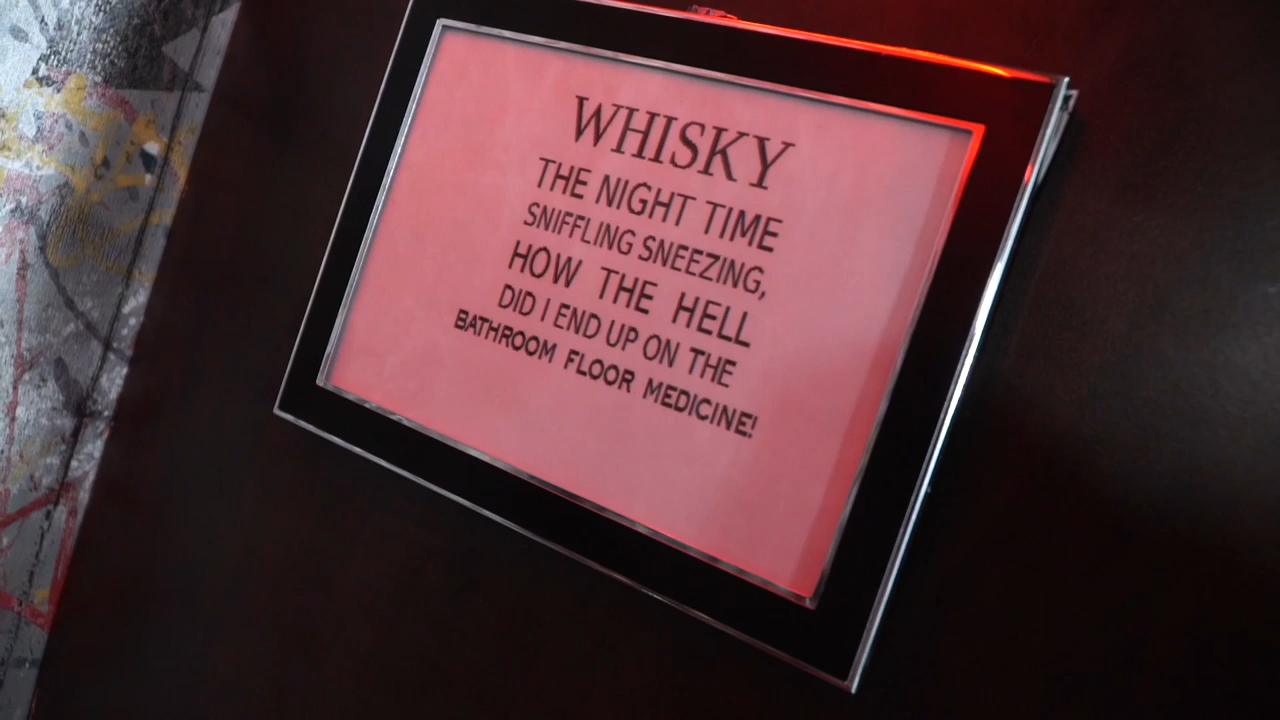 WHISKY
THE NIGHT TIME
SNIFFLING SNEEZING,
HOW THE HELL
DID I END UP ON THE
BATHROOM FLOOR MEDICINE!